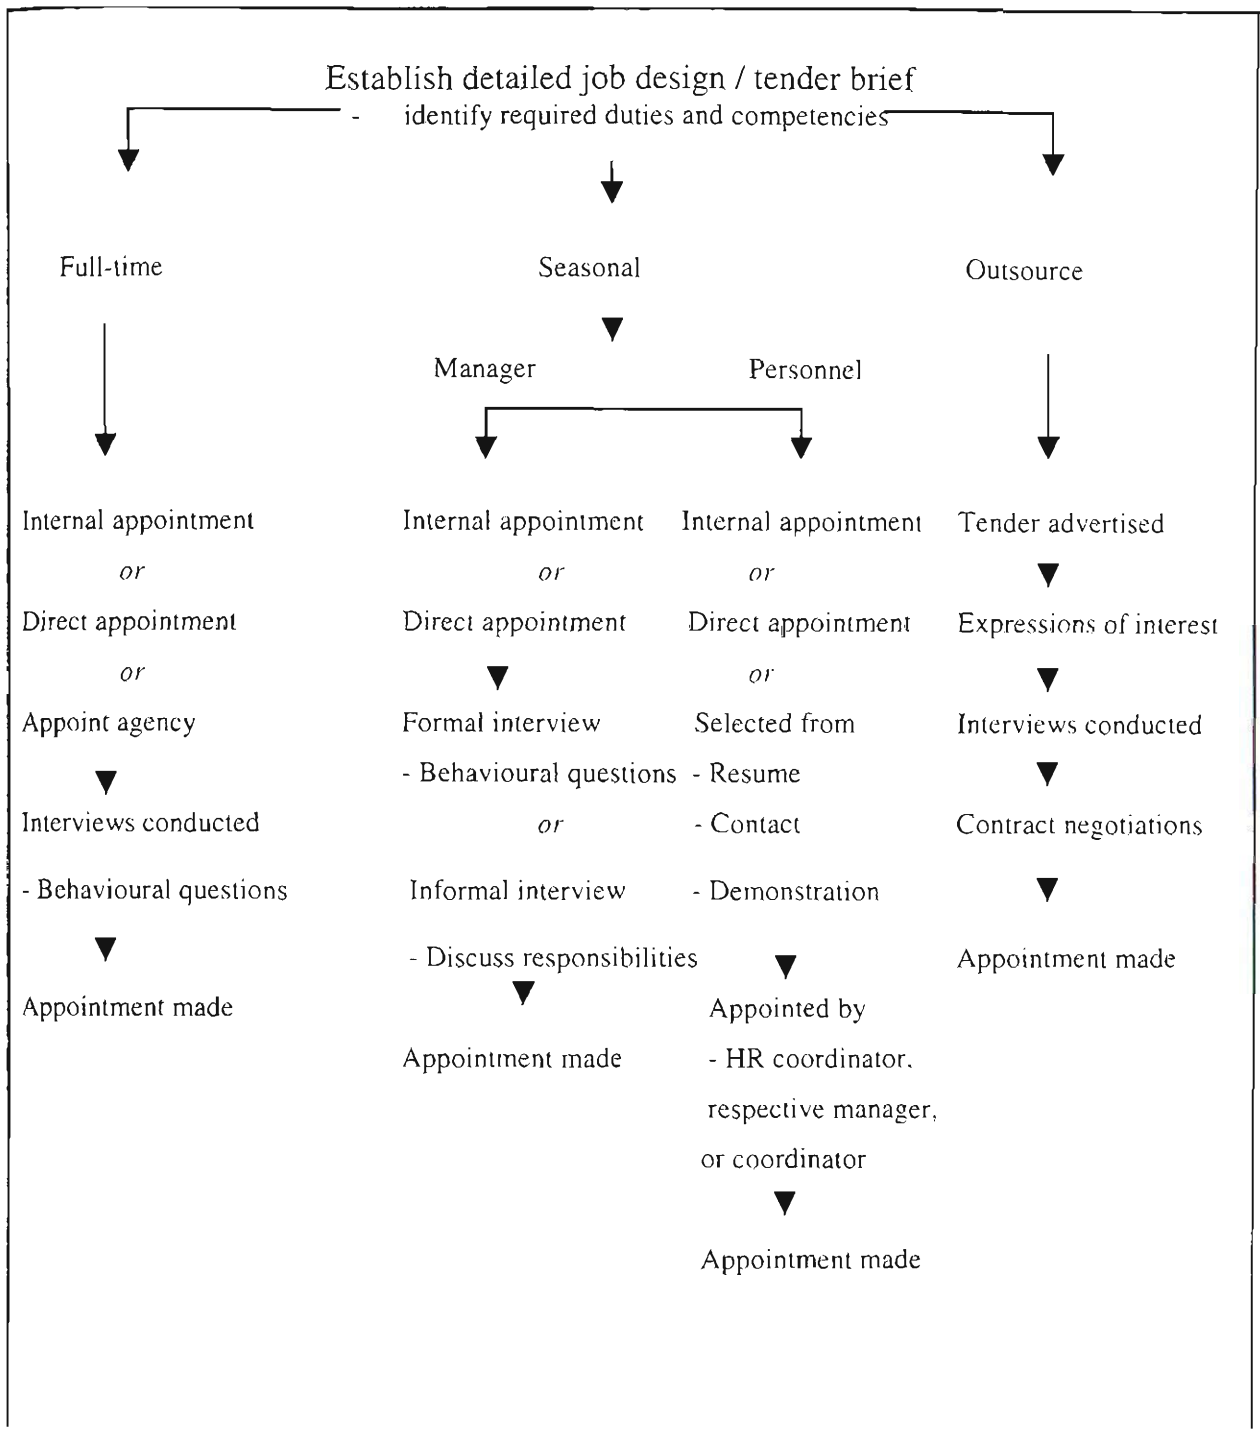 Establish detailed job design / tender brief
- identify required duties and competencies
Full-time
Seasonal
Outsource
Manager
Personnel
Internal appointment
or
Direct appointment
or
Appoint agency
Interviews conducted
- Behavioural questions
Appointment made
Internal appointment
or
Direct appointment
Formal interview
- Behavioural questions
or
Informal interview
- Discuss responsibilities
Appointment made
Internal appointment
or
Direct appointment
or
Selected from
- Resume
- Contact
- Demonstration
Appointed by
- HR coordinator,
respective manager,
or coordinator
Appointment made
Tender advertised
Expressions of interest
Interviews conducted
Contract negotiations
Appointment made